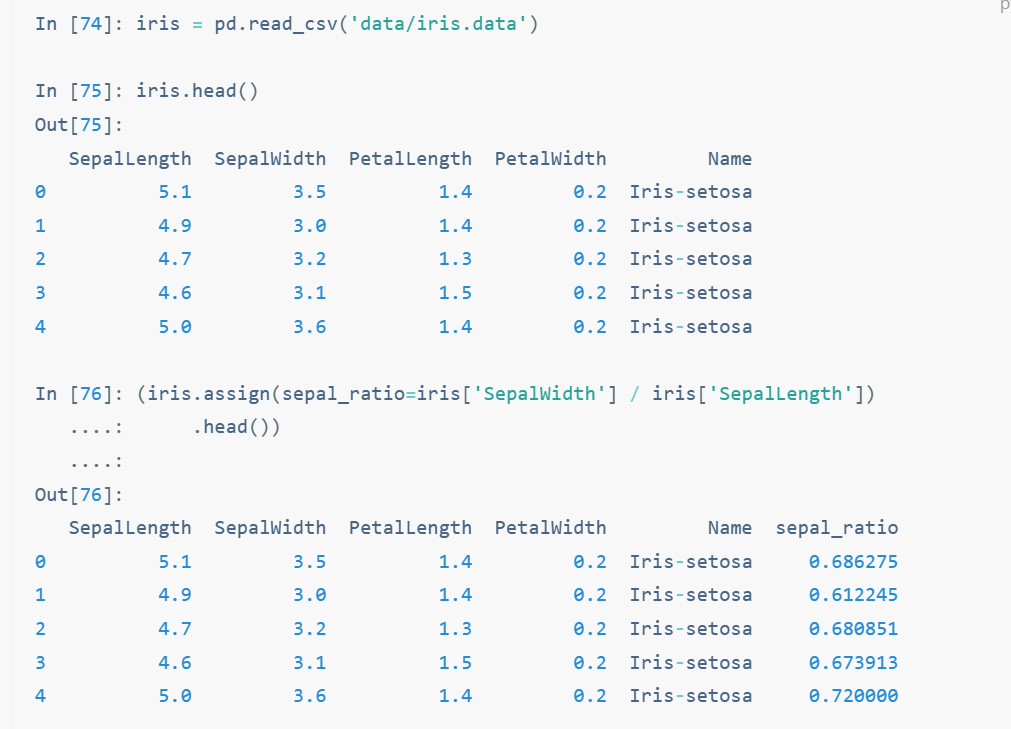 p
In [74]: iris = pd.read_csv('data/iris.data')
In [75]: iris.head()
Out[75]:
   SepalLength  SepalWidth  PetalLength  PetalWidth         Name
0          5.1         3.5          1.4         0.2  Iris-setosa
1          4.9         3.0          1.4         0.2  Iris-setosa
2          4.7         3.2          1.3         0.2  Iris-setosa
3          4.6         3.1          1.5         0.2  Iris-setosa
4          5.0         3.6          1.4         0.2  Iris-setosa
In [76]: (iris.assign(sepal_ratio=iris['SepalWidth'] / iris['SepalLength'])
   ....:      .head())
   ....:
Out[76]:
   SepalLength  SepalWidth  PetalLength  PetalWidth         Name  sepal_ratio
0          5.1         3.5          1.4         0.2  Iris-setosa     0.686275
1          4.9         3.0          1.4         0.2  Iris-setosa     0.612245
2          4.7         3.2          1.3         0.2  Iris-setosa     0.680851
3          4.6         3.1          1.5         0.2  Iris-setosa     0.673913
4          5.0         3.6          1.4         0.2  Iris-setosa     0.720000